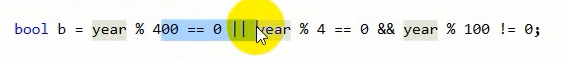 bool b = year % 400 == 0 || year % 4 == 0 && year % 100 != 0;